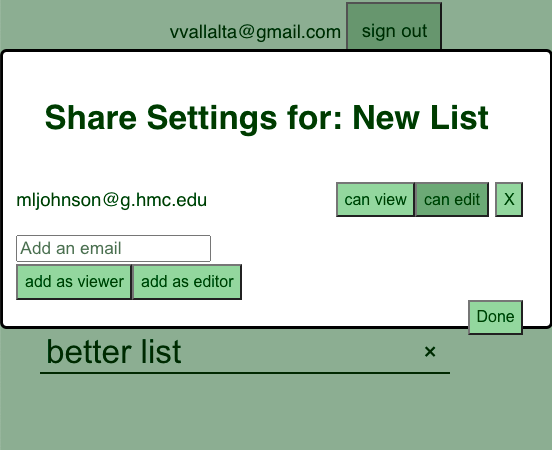 vvallalta@gmail.com sign out
Share Settings for: New List
mljohnson@g.hmc.edu can view can edit X
Add an email
add as viewer add as editor
Done
better list ×